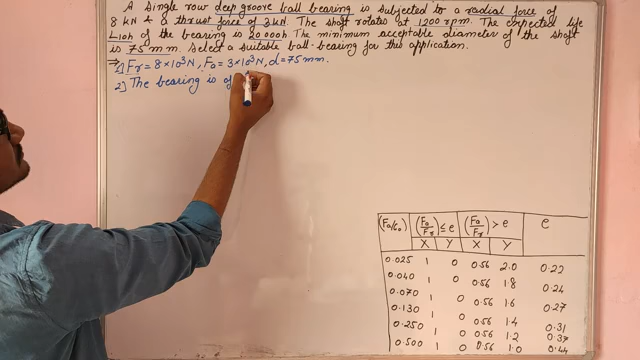 A single row deep groove ball bearing is subjected to a radial force of
8 kN & a thrust force of 3 kN. The shaft rotates at 1200 rpm. The expected life
L10h of the bearing is 20000h The minimum acceptable diameter of the shaft
is 75 mm. Select a suitable ball-bearing for this application.
⇒
1] Fr = 8×10³N, Fa = 3×10³N, d = 75 mm.
2] The bearing is of
(Fa/C0) (Fa/Fr) ≤ e (Fa/Fr) > e e
X Y X Y
0.025 1 0 0.56 2.0 0.22
0.040 1 0 0.56 1.8 0.24
0.070 1 0 0.56 1.6 0.27
0.130 1 0 0.56 1.4 0.31
0.250 1 0 0.56 1.2 0.37
0.500 1 0 0.56 1.0 0.44